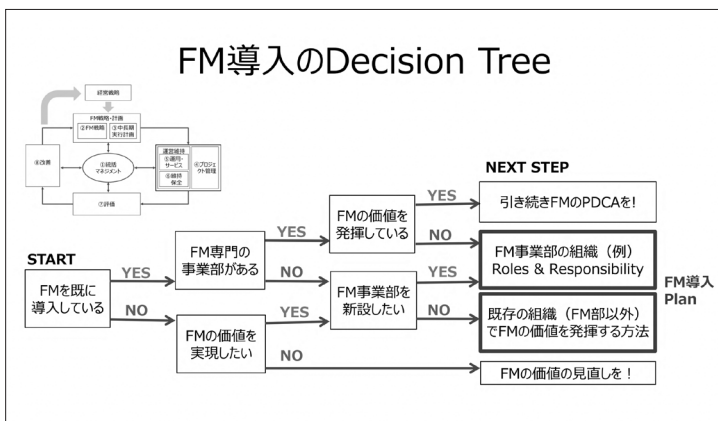 FM導入のDecision Tree
経営戦略
FM戦略・計画
②FM戦略
③中長期
実行計画
⑧改善
①統括
マネジメント
運営維持
⑤運用・
サービス
⑥維持
保全
④プロジェ
クト管理
⑦評価
START
FMを既に
導入している
YES
NO
FM専門の
事業部がある
YES
NO
FMの価値を
実現したい
YES
NO
FMの価値を
発揮している
YES
NO
FM事業部を
新設したい
YES
NO
NEXT STEP
引き続きFMのPDCAを!
FM事業部の組織（例）
Roles & Responsibility
既存の組織（FM部以外）
でFMの価値を発揮する方法
FMの価値の見直しを！
FM導入
Plan